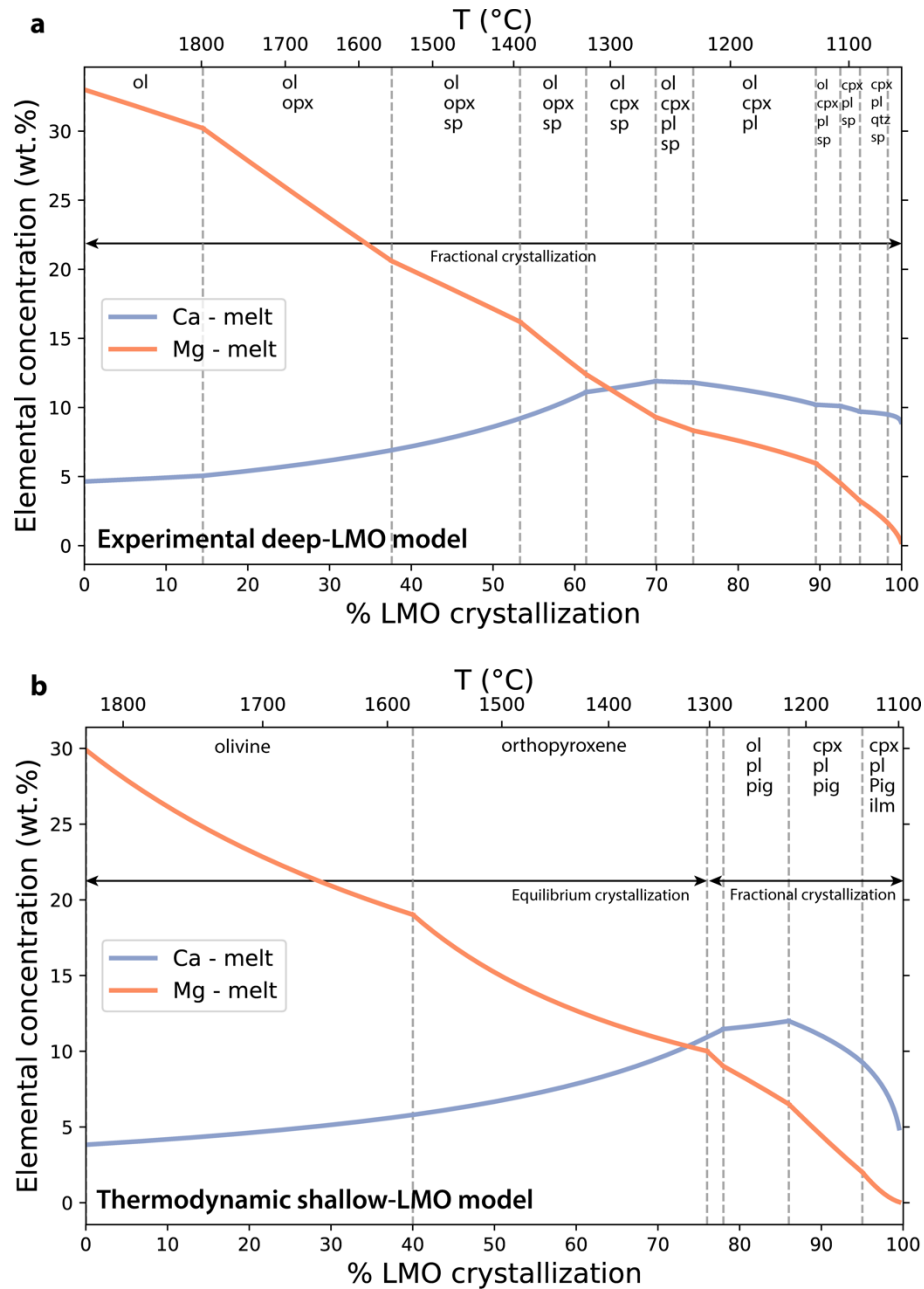 a
T (°C)
1800 1700 1600 1500 1400 1300 1200 1100
ol
ol
opx
ol
opx
sp
ol
opx
sp
ol
cpx
sp
ol
cpx
pl
sp
ol
cpx
pl
ol
cpx
pl
sp
cpx
pl
sp
cpx
pl
qtz
sp
Elemental concentration (wt.%)
30
25
20
15
10
5
0
Fractional crystallization
Ca - melt
Mg - melt
Experimental deep-LMO model
0 10 20 30 40 50 60 70 80 90 100
% LMO crystallization
b
T (°C)
1800 1700 1600 1500 1400 1300 1200 1100
olivine
orthopyroxene
ol
pl
pig
cpx
pl
pig
cpx
pl
Pig
ilm
Elemental concentration (wt.%)
30
25
20
15
10
5
0
Equilibrium crystallization
Fractional crystallization
Ca - melt
Mg - melt
Thermodynamic shallow-LMO model
0 10 20 30 40 50 60 70 80 90 100
% LMO crystallization